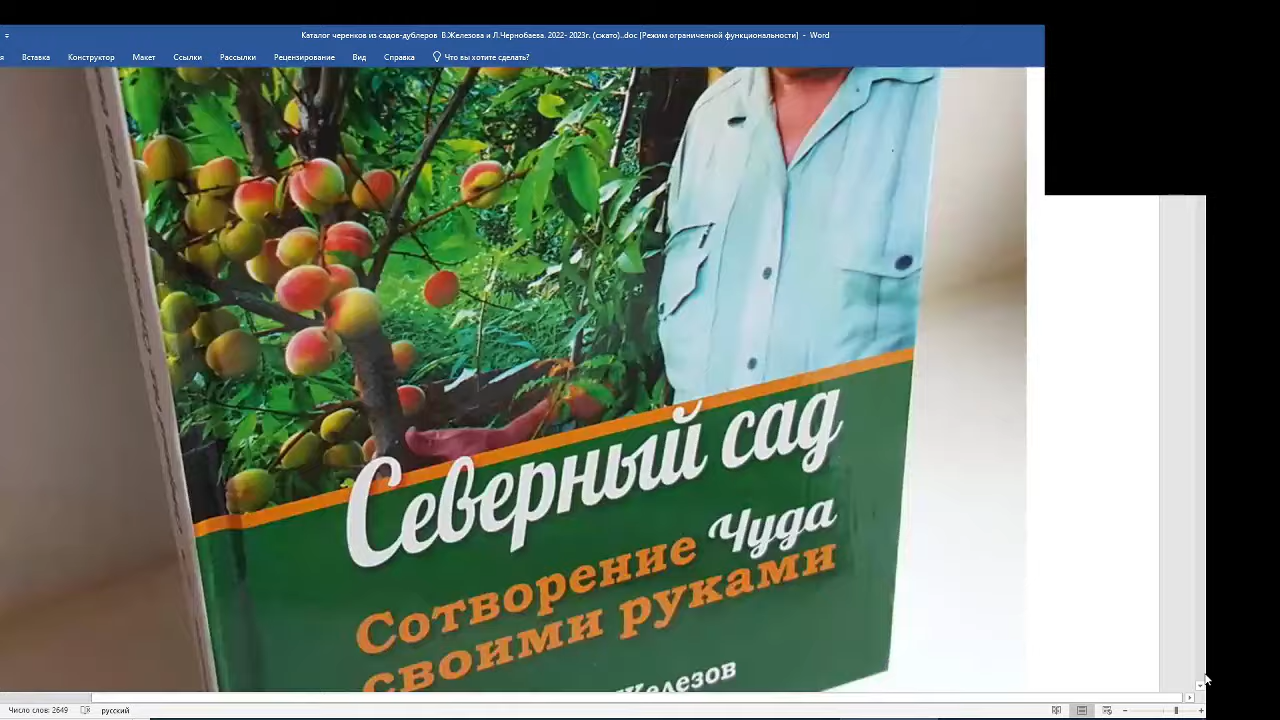 Каталог черенков из садов-дублеров В.Железова и Л.Чернобаева. 2022- 2023г. (сжато)..doc [Режим ограниченной функциональности] - Word
я Вставка Конструктор Макет Ссылки Рассылки Рецензирование Вид Справка Что вы хотите сделать?
Северный сад
Сотворение Чуда
своими руками
Железов
Число слов: 2649 русский